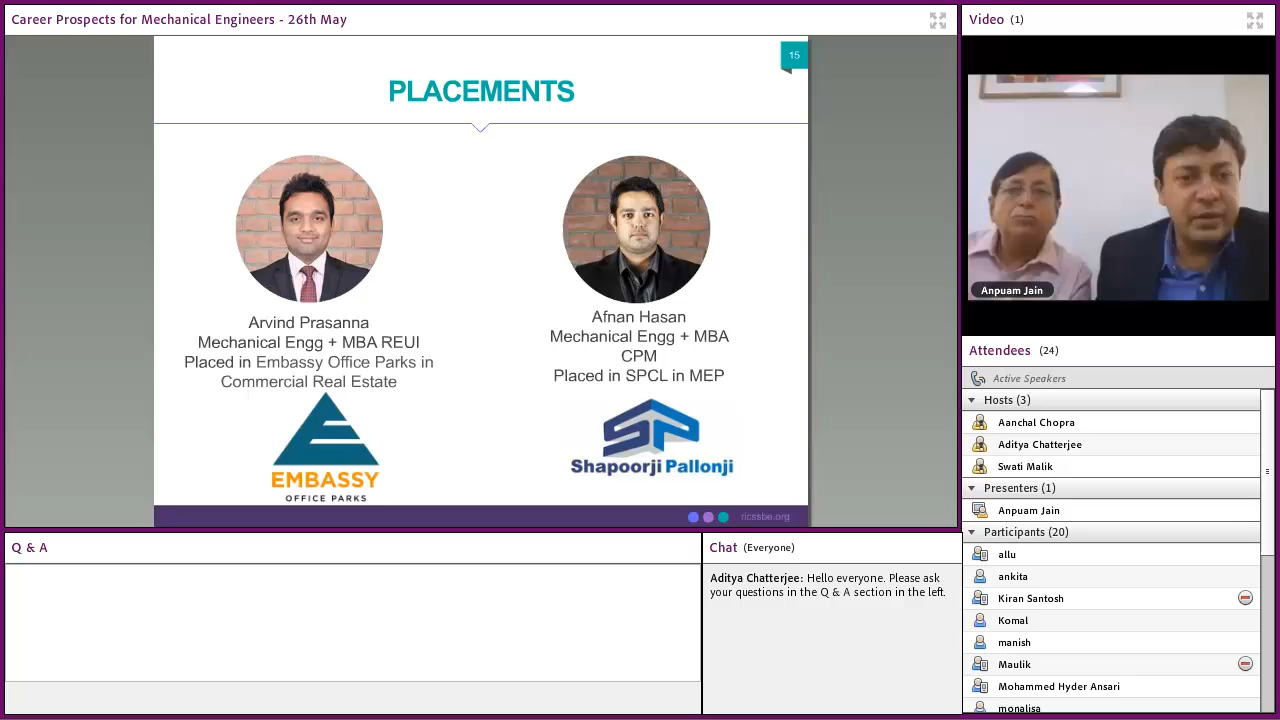 Career Prospects for Mechanical Engineers - 26th May
15
PLACEMENTS
Arvind Prasanna
Mechanical Engg + MBA REUI
Placed in Embassy Office Parks in
Commercial Real Estate
EMBASSY
OFFICE PARKS
Afnan Hasan
Mechanical Engg + MBA
CPM
Placed in SPCL in MEP
SP
Shapoorji Pallonji
ricssbe.org
Video (1)
Anpuam Jain
Attendees (24)
Active Speakers
Hosts (3)
Aanchal Chopra
Aditya Chatterjee
Swati Malik
Presenters (1)
Anpuam Jain
Participants (20)
allu
ankita
Kiran Santosh
Komal
manish
Maulik
Mohammed Hyder Ansari
monalisa
Q & A
Chat (Everyone)
Aditya Chatterjee: Hello everyone. Please ask
your questions in the Q & A section in the left.